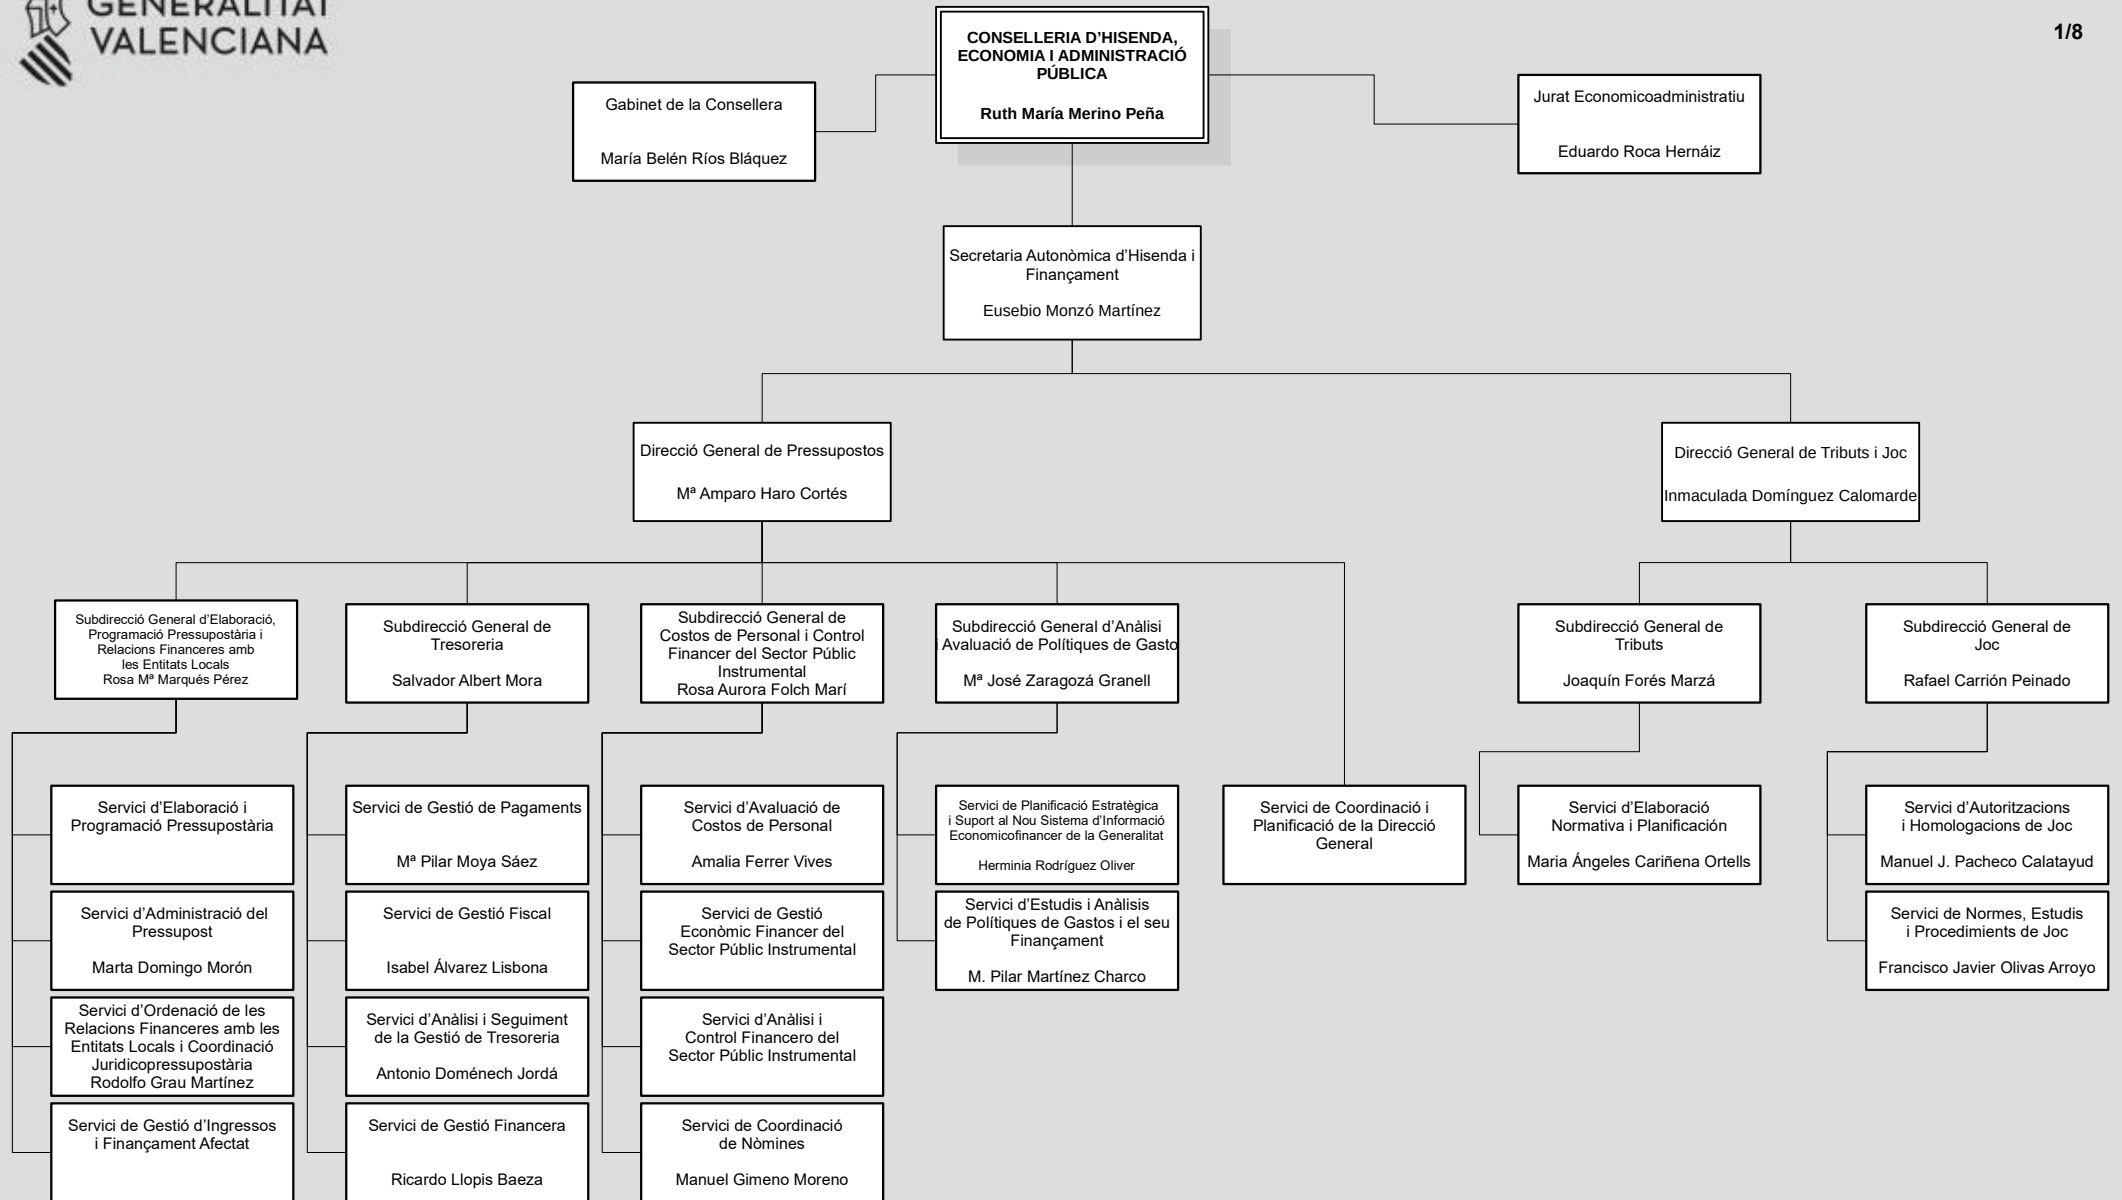 GENERALITAT
VALENCIANA
1/8
CONSELLERIA D’HISENDA,
ECONOMIA I ADMINISTRACIÓ
PÚBLICA
Ruth María Merino Peña
Gabinet de la Consellera
María Belén Ríos Bláquez
Jurat Economicoadministratiu
Eduardo Roca Hernáiz
Secretaria Autonòmica d’Hisenda i
Finançament
Eusebio Monzó Martínez
Direcció General de Pressupostos
Mª Amparo Haro Cortés
Direcció General de Tributs i Joc
Inmaculada Domínguez Calomarde
Subdirecció General d’Elaboració,
Programació Pressupostària i
Relacions Financeres amb
les Entitats Locals
Rosa Mª Marqués Pérez
Subdirecció General de
Tresoreria
Salvador Albert Mora
Subdirecció General de
Costos de Personal i Control
Financer del Sector Públic
Instrumental
Rosa Aurora Folch Marí
Subdirecció General d’Anàlisi
i Avaluació de Polítiques de Gasto
Mª José Zaragozá Granell
Subdirecció General de
Tributs
Joaquín Forés Marzá
Subdirecció General de
Joc
Rafael Carrión Peinado
Servici d’Elaboració i
Programació Pressupostària
Servici de Gestió de Pagaments
Mª Pilar Moya Sáez
Servici d’Avaluació de
Costos de Personal
Amalia Ferrer Vives
Servici de Planificació Estratègica
i Suport al Nou Sistema d’Informació
Economicofinancer de la Generalitat
Herminia Rodríguez Oliver
Servici de Coordinació i
Planificació de la Direcció
General
Servici d’Elaboració
Normativa i Planificación
Maria Ángeles Cariñena Ortells
Servici d’Autoritzacions
i Homologacions de Joc
Manuel J. Pacheco Calatayud
Servici d’Administració del
Pressupost
Marta Domingo Morón
Servici de Gestió Fiscal
Isabel Álvarez Lisbona
Servici de Gestió
Econòmic Financer del
Sector Públic Instrumental
Servici d’Estudis i Anàlisis
de Polítiques de Gastos i el seu
Finançament
M. Pilar Martínez Charco
Servici de Normes, Estudis
i Procedimients de Joc
Francisco Javier Olivas Arroyo
Servici d’Ordenació de les
Relacions Financeres amb les
Entitats Locals i Coordinació
Juridicopressupostària
Rodolfo Grau Martínez
Servici d’Anàlisi i Seguiment
de la Gestió de Tresoreria
Antonio Doménech Jordá
Servici d’Anàlisi i
Control Financero del
Sector Públic Instrumental
Servici de Gestió d’Ingressos
i Finançament Afectat
Servici de Gestió Financera
Ricardo Llopis Baeza
Servici de Coordinació
de Nòmines
Manuel Gimeno Moreno